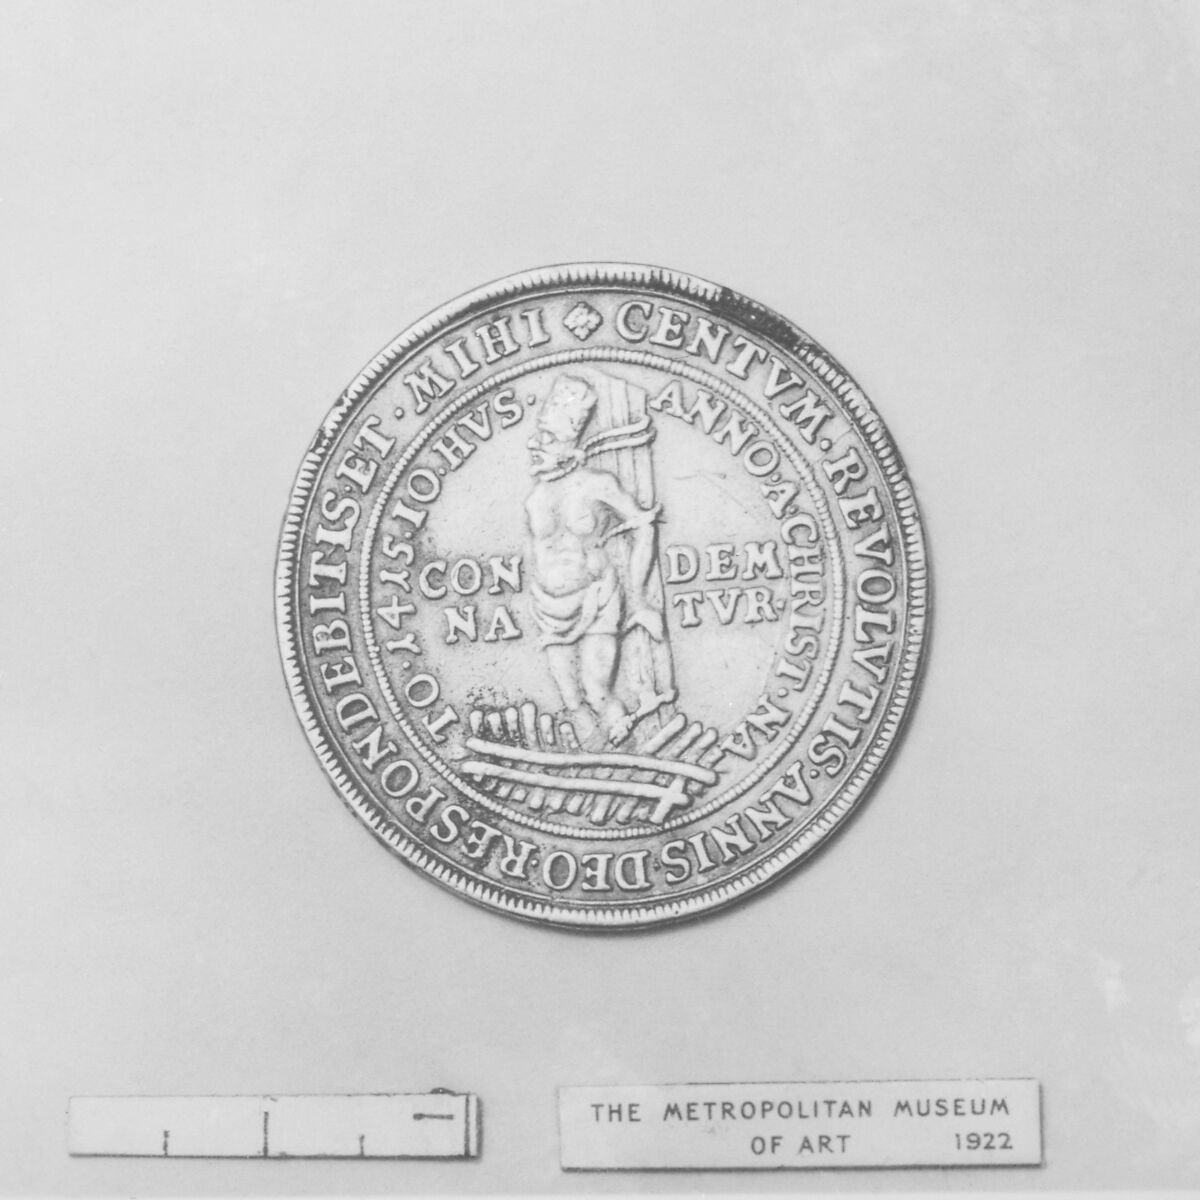 CENTVM · REVOLVTIS · ANNIS · DEO · RESPONDEBITIS · ET · MIHI
ANNO · A · CHRIST · NA
TO · 1415 · IO · HVS ·
CON DEM
NA TVR ·
THE METROPOLITAN MUSEUM
OF ART 1922